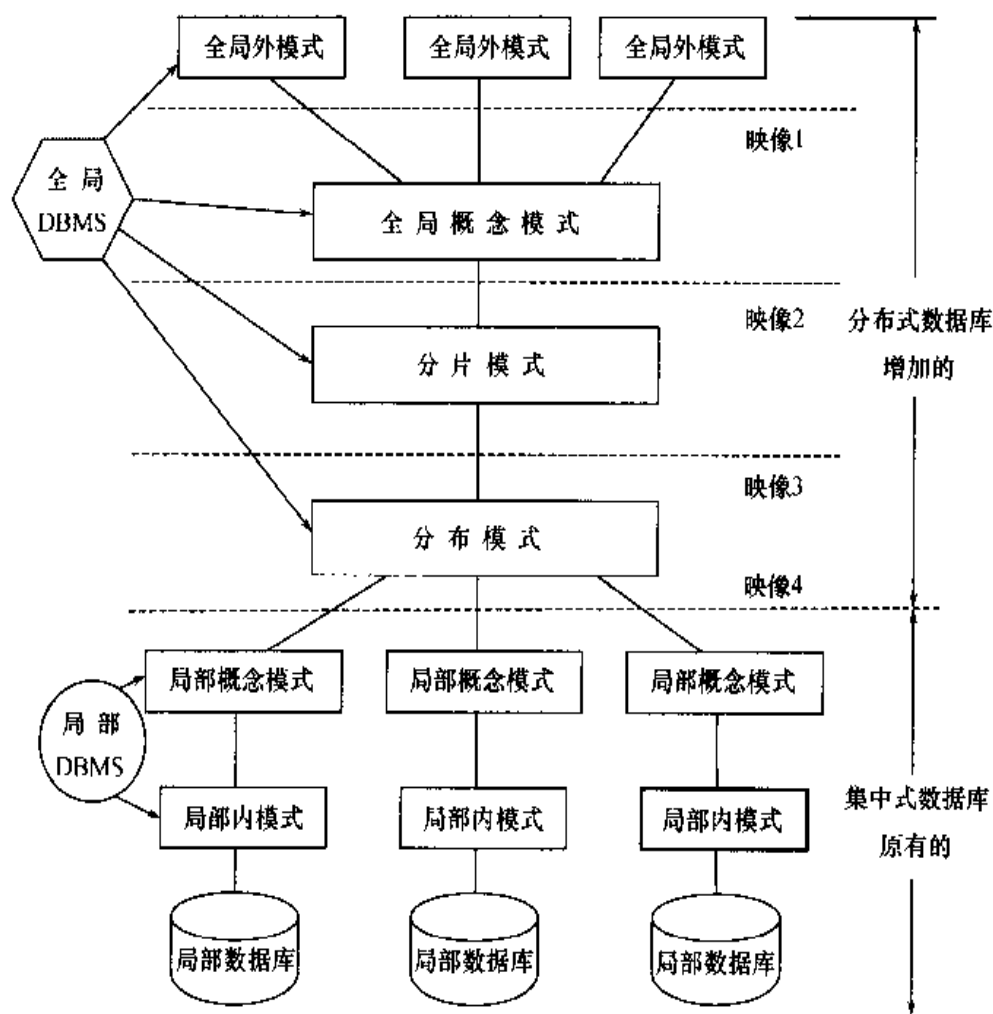 全局外模式
全局外模式
全局外模式
映像1
全局
DBMS
全局概念模式
映像2
分布式数据库
增加的
分片模式
映像3
分布模式
映像4
局部概念模式
局部概念模式
局部概念模式
局部
DBMS
局部内模式
局部内模式
局部内模式
集中式数据库
原有的
局部数据库
局部数据库
局部数据库